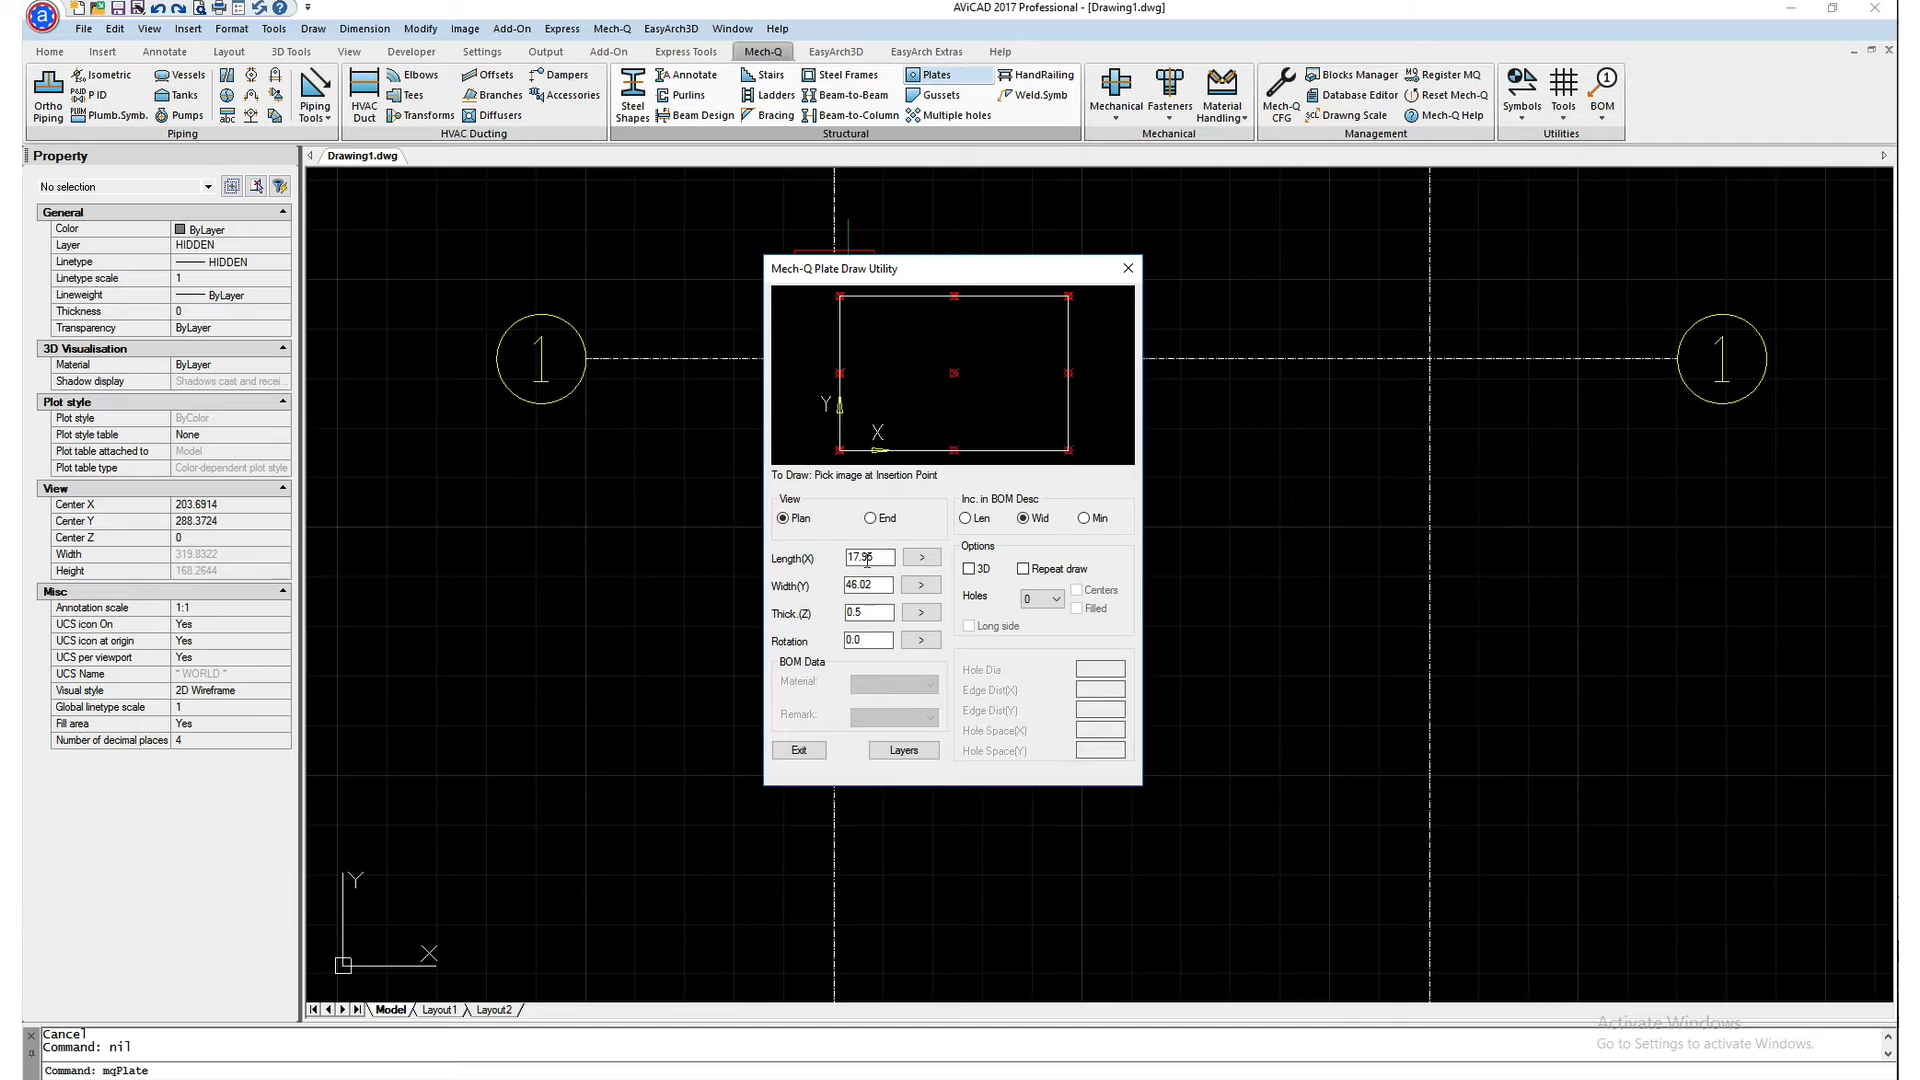 AViCAD 2017 Professional - [Drawing1.dwg]
File Edit View Insert Format Tools Draw Dimension Modify Image Add-On Express Mech-Q EasyArch3D Window Help
Home Insert Annotate Layout 3D Tools View Developer Settings Output Add-On Express Tools Mech-Q EasyArch3D EasyArch Extras Help
Ortho Piping
Isometric
P&ID P ID
Plumb.Symb.
Vessels
Tanks
Pumps
Piping Tools
Piping
HVAC Duct
Elbows
Tees
Transforms
Offsets
Branches
Diffusers
Dampers
Accessories
HVAC Ducting
Steel Shapes
Annotate
Purlins
Beam Design
Stairs
Ladders
Bracing
Steel Frames
Beam-to-Beam
Beam-to-Column
Plates
Gussets
Multiple holes
HandRailing
Weld.Symb
Structural
Mechanical
Fasteners
Material Handling
Mechanical
Mech-Q CFG
Blocks Manager
Database Editor
Drawng Scale
Register MQ
Reset Mech-Q
Mech-Q Help
Management
Symbols
Tools
BOM
Utilities
Property
Drawing1.dwg
No selection
General
Color ByLayer
Layer HIDDEN
Linetype HIDDEN
Linetype scale 1
Lineweight ByLayer
Thickness 0
Transparency ByLayer
3D Visualisation
Material ByLayer
Shadow display Shadows cast and recei...
Plot style
Plot style ByColor
Plot style table None
Plot table attached to Model
Plot table type Color-dependent plot style
View
Center X 203.6914
Center Y 288.3724
Center Z 0
Width 319.8322
Height 168.2644
Misc
Annotation scale 1:1
UCS icon On Yes
UCS icon at origin Yes
UCS per viewport Yes
UCS Name * WORLD *
Visual style 2D Wireframe
Global linetype scale 1
Fill area Yes
Number of decimal places 4
1
1
Mech-Q Plate Draw Utility
Y
X
To Draw: Pick image at Insertion Point
View
Plan End
Inc. in BOM Desc
Len Wid Min
Length(X) 17.95 >
Width(Y) 46.02 >
Thick.(Z) 0.5 >
Rotation 0.0 >
Options
3D Repeat draw
Holes 0 Centers
Filled
Long side
BOM Data
Material:
Remark:
Hole Dia
Edge Dist(X)
Edge Dist(Y)
Hole Space(X)
Hole Space(Y)
Exit Layers
Y
X
Model Layout1 Layout2
Activate Windows
Go to Settings to activate Windows.
Cancel
Command: nil
Command: mqPlate